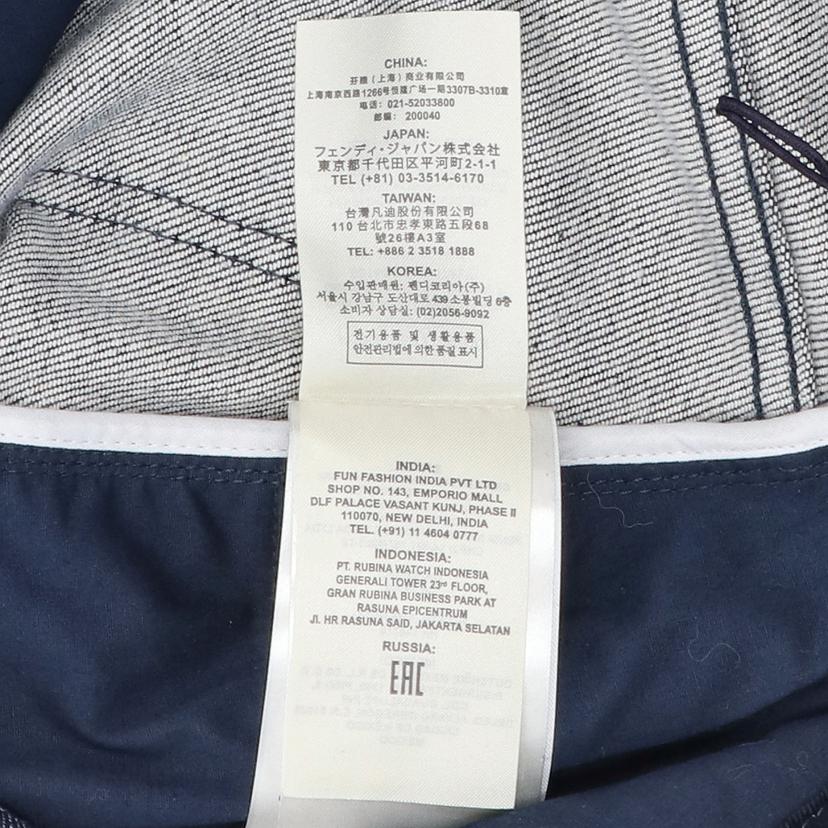 CHINA:
芬迪（上海）商业有限公司
上海南京西路1266号恒隆广场一期3307B-3310室
电话: 021-52033800
邮编: 200040
JAPAN:
フェンディ・ジャパン株式会社
東京都千代田区平河町2-1-1
TEL (+81) 03-3514-6170
TAIWAN:
台灣凡迪股份有限公司
110 台北市忠孝東路五段68
號26樓A3室
TEL: +886 2 3518 1888
KOREA:
수입판매원: 펜디코리아(주)
서울시 강남구 도산대로 439 소봉빌딩 6층
소비자 상담실: (02)2056-9092
전기용품 및 생활용품
안전관리법에 의한 품질표시
INDIA:
FUN FASHION INDIA PVT LTD
SHOP NO. 143, EMPORIO MALL
DLF PALACE VASANT KUNJ, PHASE II
110070, NEW DELHI, INDIA
TEL. (+91) 11 4604 0777
INDONESIA:
PT. RUBINA WATCH INDONESIA
GENERALI TOWER 23rd FLOOR,
GRAN RUBINA BUSINESS PARK AT
RASUNA EPICENTRUM
Jl. HR RASUNA SAID, JAKARTA SELATAN
RUSSIA:
EAC